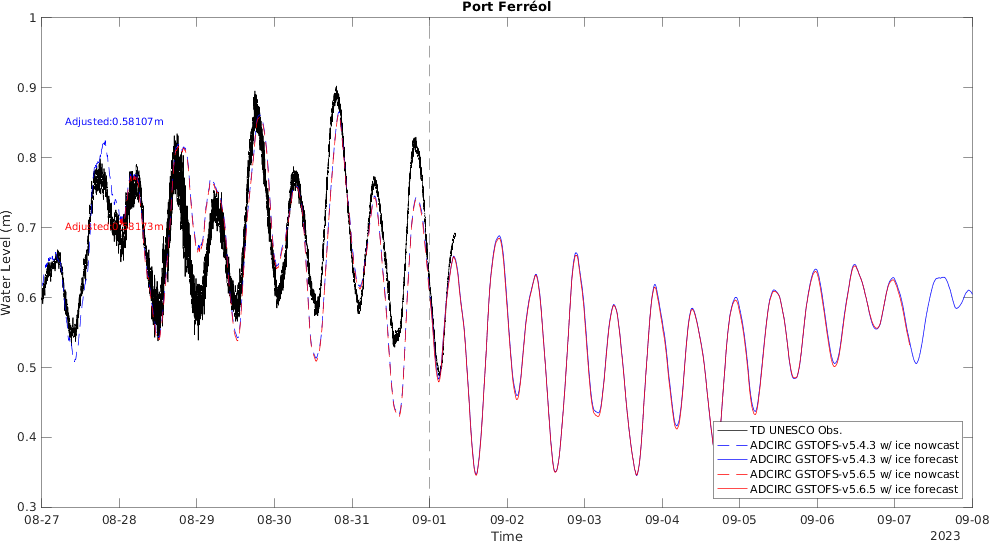 Port Ferréol
Water Level (m)
1
0.9
0.8
0.7
0.6
0.5
0.4
0.3
Adjusted:0.58107m
Adjusted:0.58173m
TD UNESCO Obs.
ADCIRC GSTOFS-v5.4.3 w/ ice nowcast
ADCIRC GSTOFS-v5.4.3 w/ ice forecast
ADCIRC GSTOFS-v5.6.5 w/ ice nowcast
ADCIRC GSTOFS-v5.6.5 w/ ice forecast
08-27 08-28 08-29 08-30 08-31 09-01 09-02 09-03 09-04 09-05 09-06 09-07 09-08
Time
2023